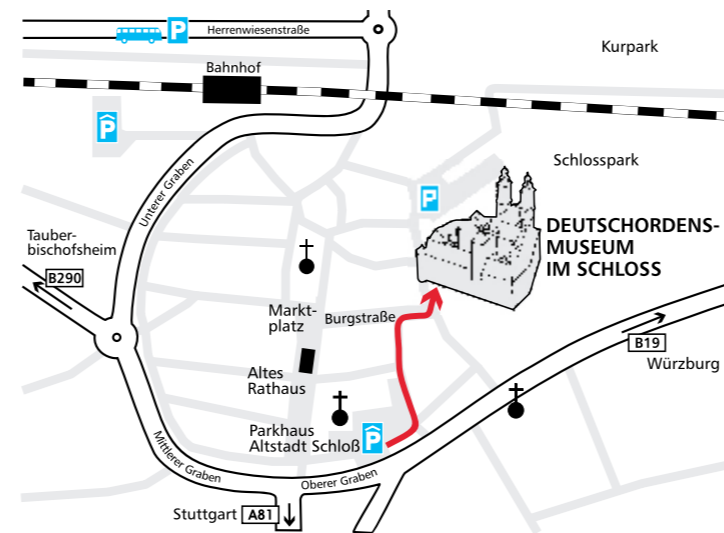 P
Herrenwiesenstraße
Kurpark
Bahnhof
P
Unterer Graben
Schlosspark
P
DEUTSCHORDENS-
MUSEUM
IM SCHLOSS
Tauber-
bischofsheim
B290
Markt-
platz
Burgstraße
B19
Würzburg
Altes
Rathaus
Parkhaus
Altstadt Schloß
P
Mittlerer Graben
Oberer Graben
Stuttgart A81